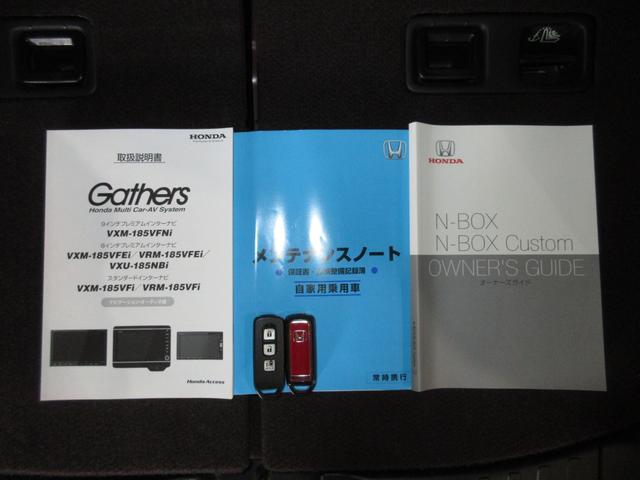 HONDA
取扱説明書
Gathers
Honda Multi Car-AV System
9インチプレミアムインターナビ
VXM-185VFNi
8インチプレミアムインターナビ
VXM-185VFEi/VRM-185VFEi/
VXU-185NBi
スタンダードインターナビ
VXM-185VFi/VRM-185VFi
Honda Access
メンテナンスノート
自家用乗用車
常時携行
HONDA
N-BOX
N-BOX Custom
OWNER'S GUIDE
オーナーズガイド